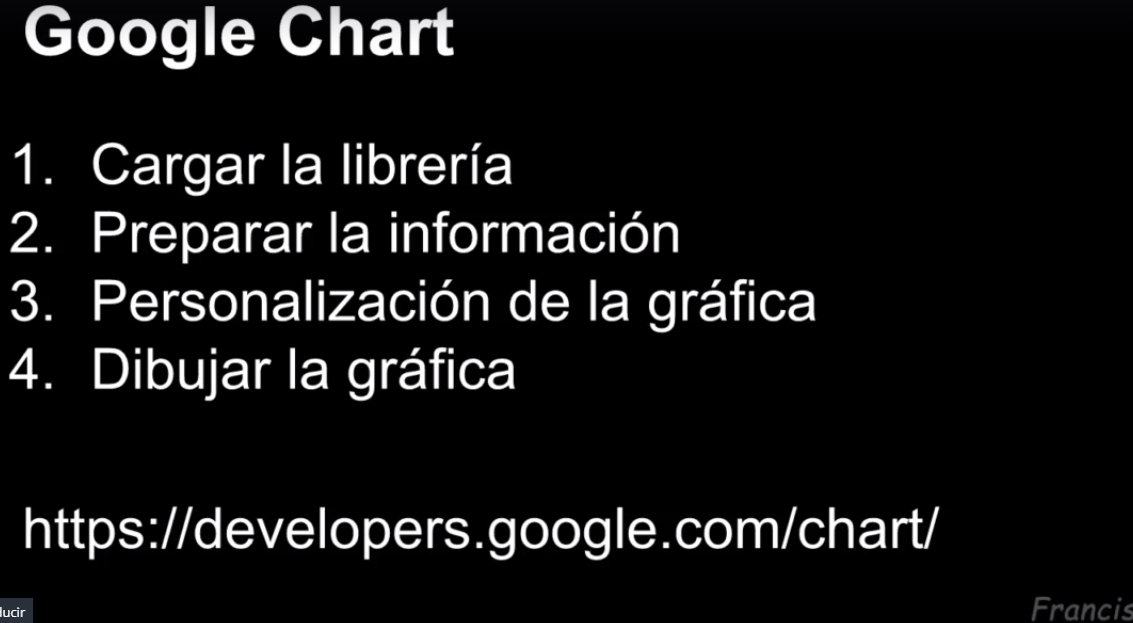 Google Chart
1. Cargar la librería
2. Preparar la información
3. Personalización de la gráfica
4. Dibujar la gráfica
https://developers.google.com/chart/
ducir
Francis